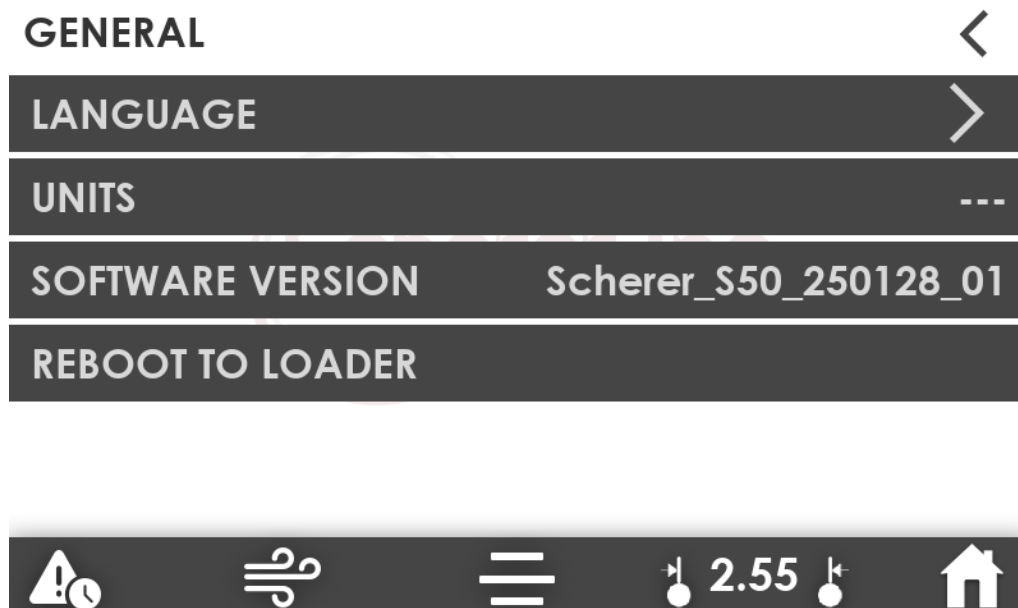 GENERAL
LANGUAGE
UNITS ---
SOFTWARE VERSION Scherer_S50_250128_01
REBOOT TO LOADER
2.55